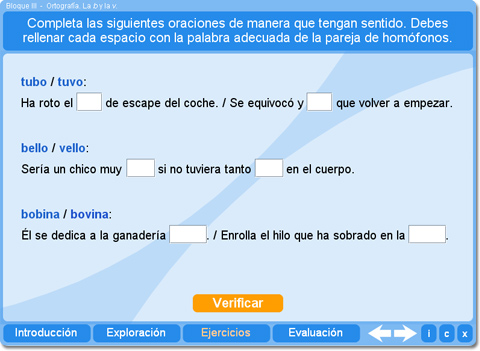 Bloque III - Ortografía. La b y la v.
Completa las siguientes oraciones de manera que tengan sentido. Debes
rellenar cada espacio con la palabra adecuada de la pareja de homófonos.
tubo / tuvo:
Ha roto el de escape del coche. / Se equivocó y que volver a empezar.
bello / vello:
Sería un chico muy si no tuviera tanto en el cuerpo.
bobina / bovina:
Él se dedica a la ganadería . / Enrolla el hilo que ha sobrado en la .
Verificar
Introducción Exploración Ejercicios Evaluación i c x